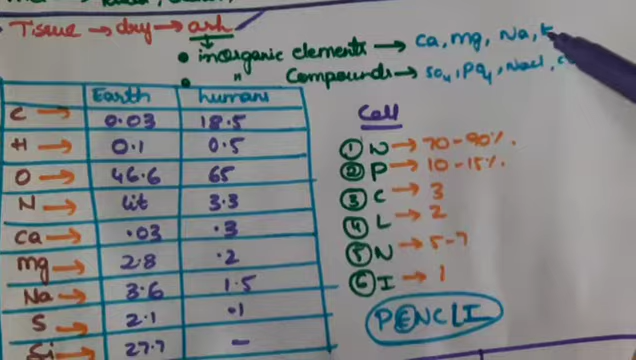 Tissue → dry → ash
• inorganic elements → Ca, Mg, Na, K
• " Compounds → SO4, PO4, NaCl,
Earth humans
C → 0.03 18.5
H → 0.1 0.5
O → 46.6 65
N → lit 3.3
Ca → .03 .3
Mg → 2.8 .2
Na → 3.6 1.5
S → 2.1 .1
Si → 27.7 -
Cell
① N → 70-90%.
② P → 10-15%.
③ C → 3
④ L → 2
⑤ N → 5-7
⑥ I → 1
PENCLI